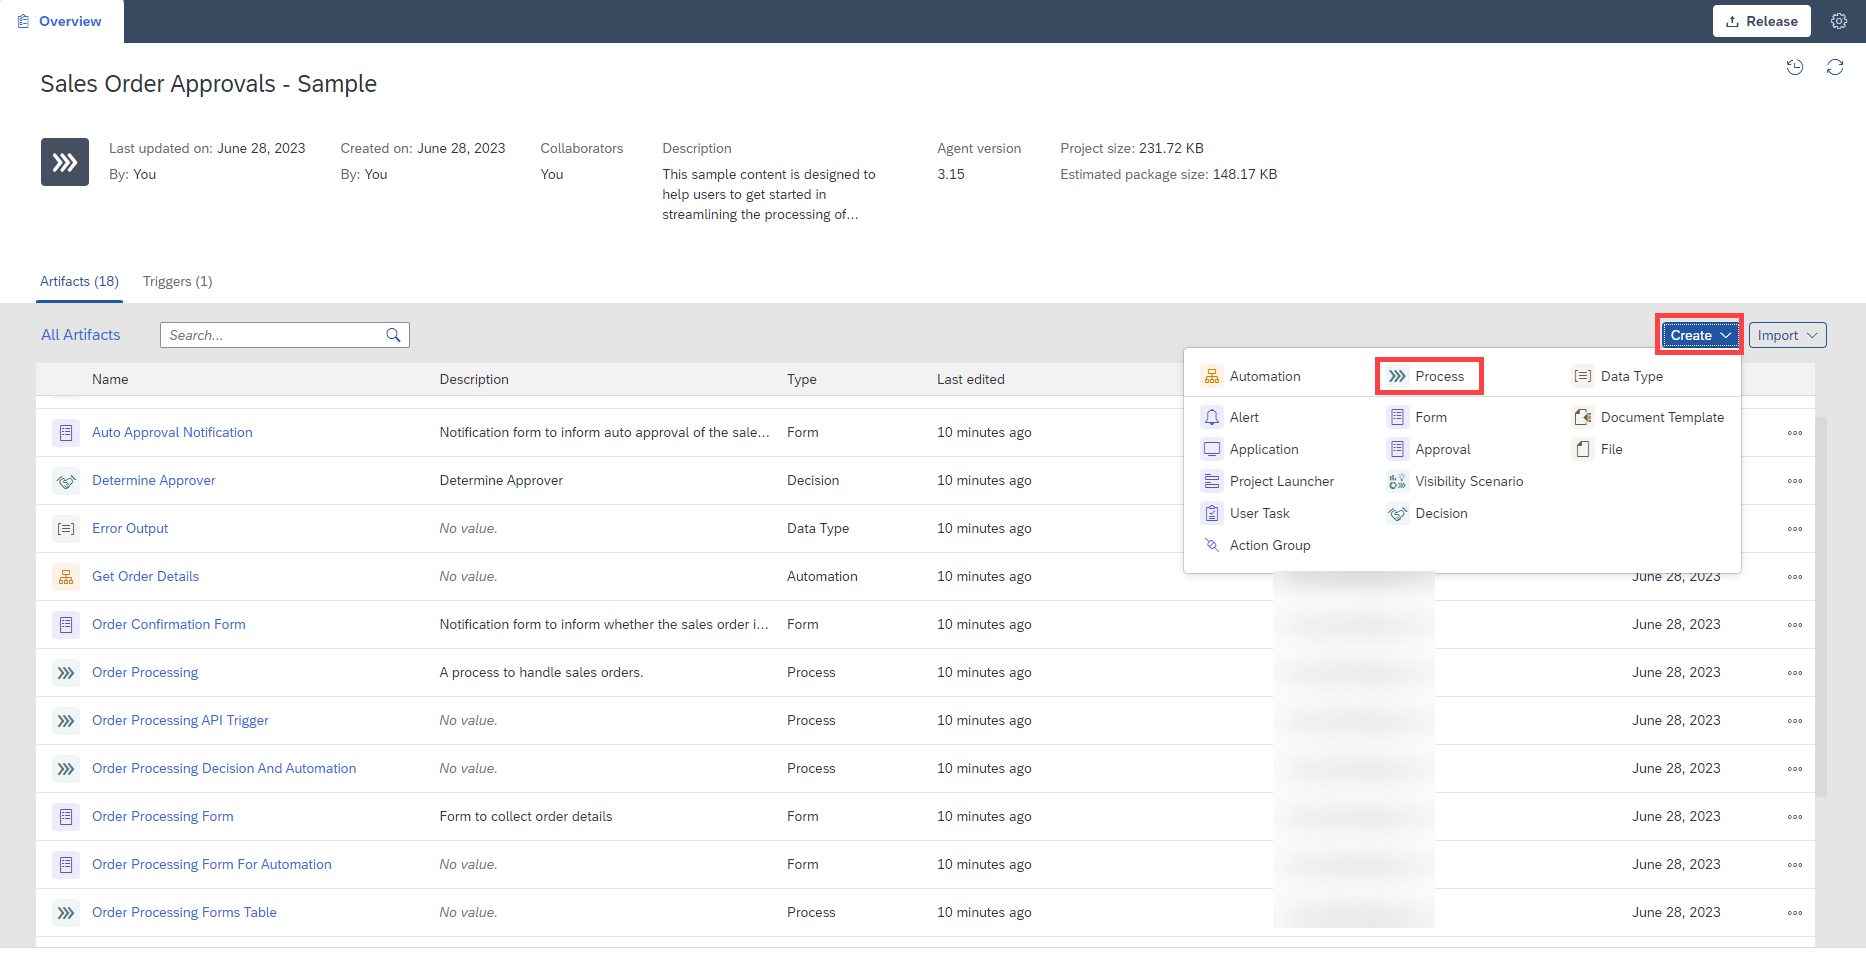 Overview
Release
Sales Order Approvals - Sample
Last updated on: June 28, 2023
By: You
Created on: June 28, 2023
By: You
Collaborators
You
Description
This sample content is designed to
help users to get started in
streamlining the processing of...
Agent version
3.15
Project size: 231.72 KB
Estimated package size: 148.17 KB
Artifacts (18)
Triggers (1)
All Artifacts
Search...
Create
Import
Name Description Type Last edited
Automation Process Data Type
Alert Form Document Template
Application Approval File
Project Launcher Visibility Scenario
User Task Decision
Action Group
Auto Approval Notification Notification form to inform auto approval of the sale... Form 10 minutes ago
Determine Approver Determine Approver Decision 10 minutes ago
Error Output No value. Data Type 10 minutes ago
Get Order Details No value. Automation 10 minutes ago June 28, 2023
Order Confirmation Form Notification form to inform whether the sales order i... Form 10 minutes ago June 28, 2023
Order Processing A process to handle sales orders. Process 10 minutes ago June 28, 2023
Order Processing API Trigger No value. Process 10 minutes ago June 28, 2023
Order Processing Decision And Automation No value. Process 10 minutes ago June 28, 2023
Order Processing Form Form to collect order details Form 10 minutes ago June 28, 2023
Order Processing Form For Automation No value. Form 10 minutes ago June 28, 2023
Order Processing Forms Table No value. Process 10 minutes ago June 28, 2023